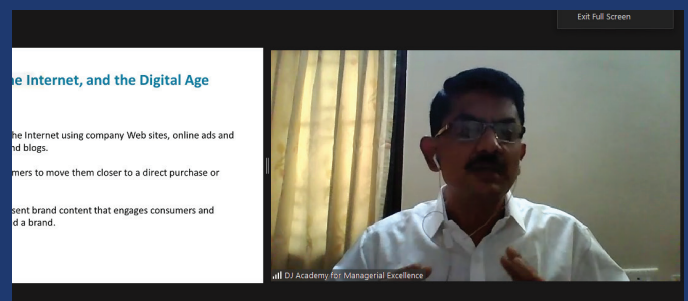 Exit Full Screen
ne Internet, and the Digital Age
he Internet using company Web sites, online ads and
nd blogs.
mers to move them closer to a direct purchase or
sent brand content that engages consumers and
d a brand.
DJ Academy for Managerial Excellence